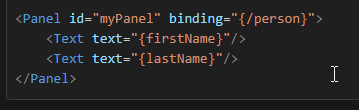 <Panel id="myPanel" binding="{/person}">
    <Text text="{firstName}"/>
    <Text text="{lastName}"/>
</Panel>